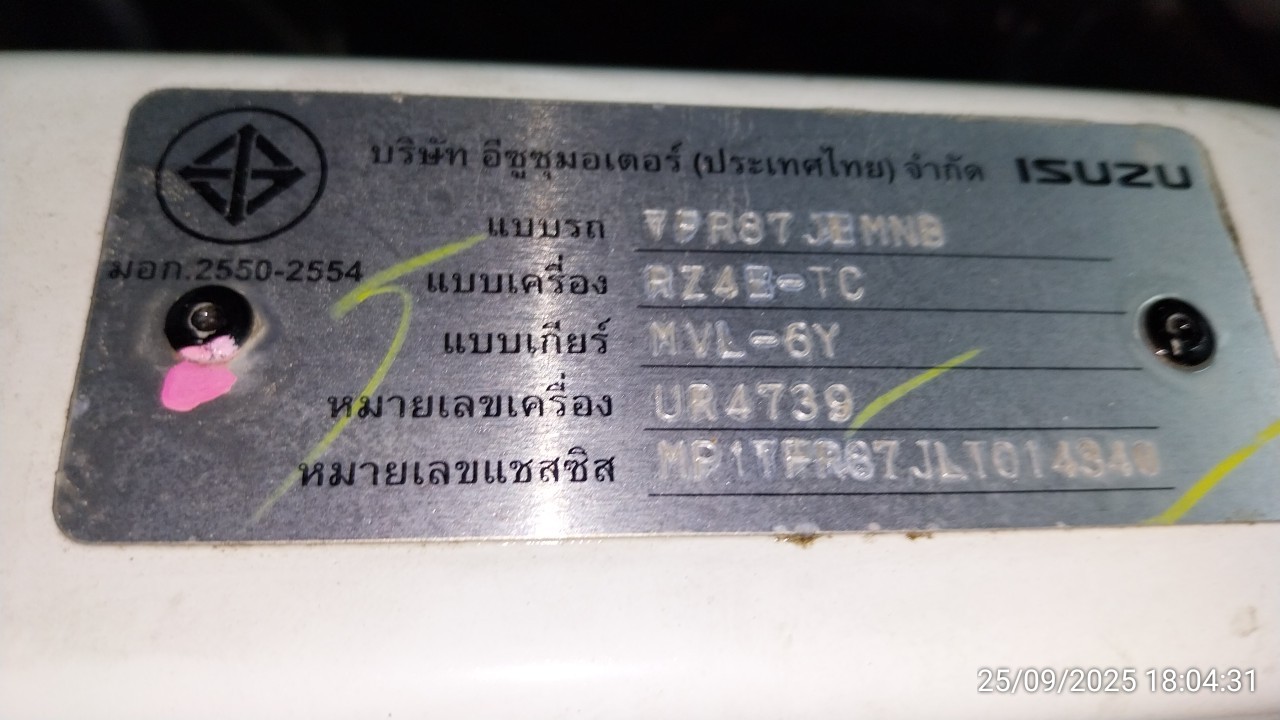 บริษัท อีซูซุมอเตอร์ (ประเทศไทย) จำกัด ISUZU
แบบรถ TFR87JEMNB
มอก.2550-2554
แบบเครื่อง RZ4E-TC
แบบเกียร์ MVL-6Y
หมายเลขเครื่อง UR4739
หมายเลขแชสซิส
25/09/2025 18:04:31